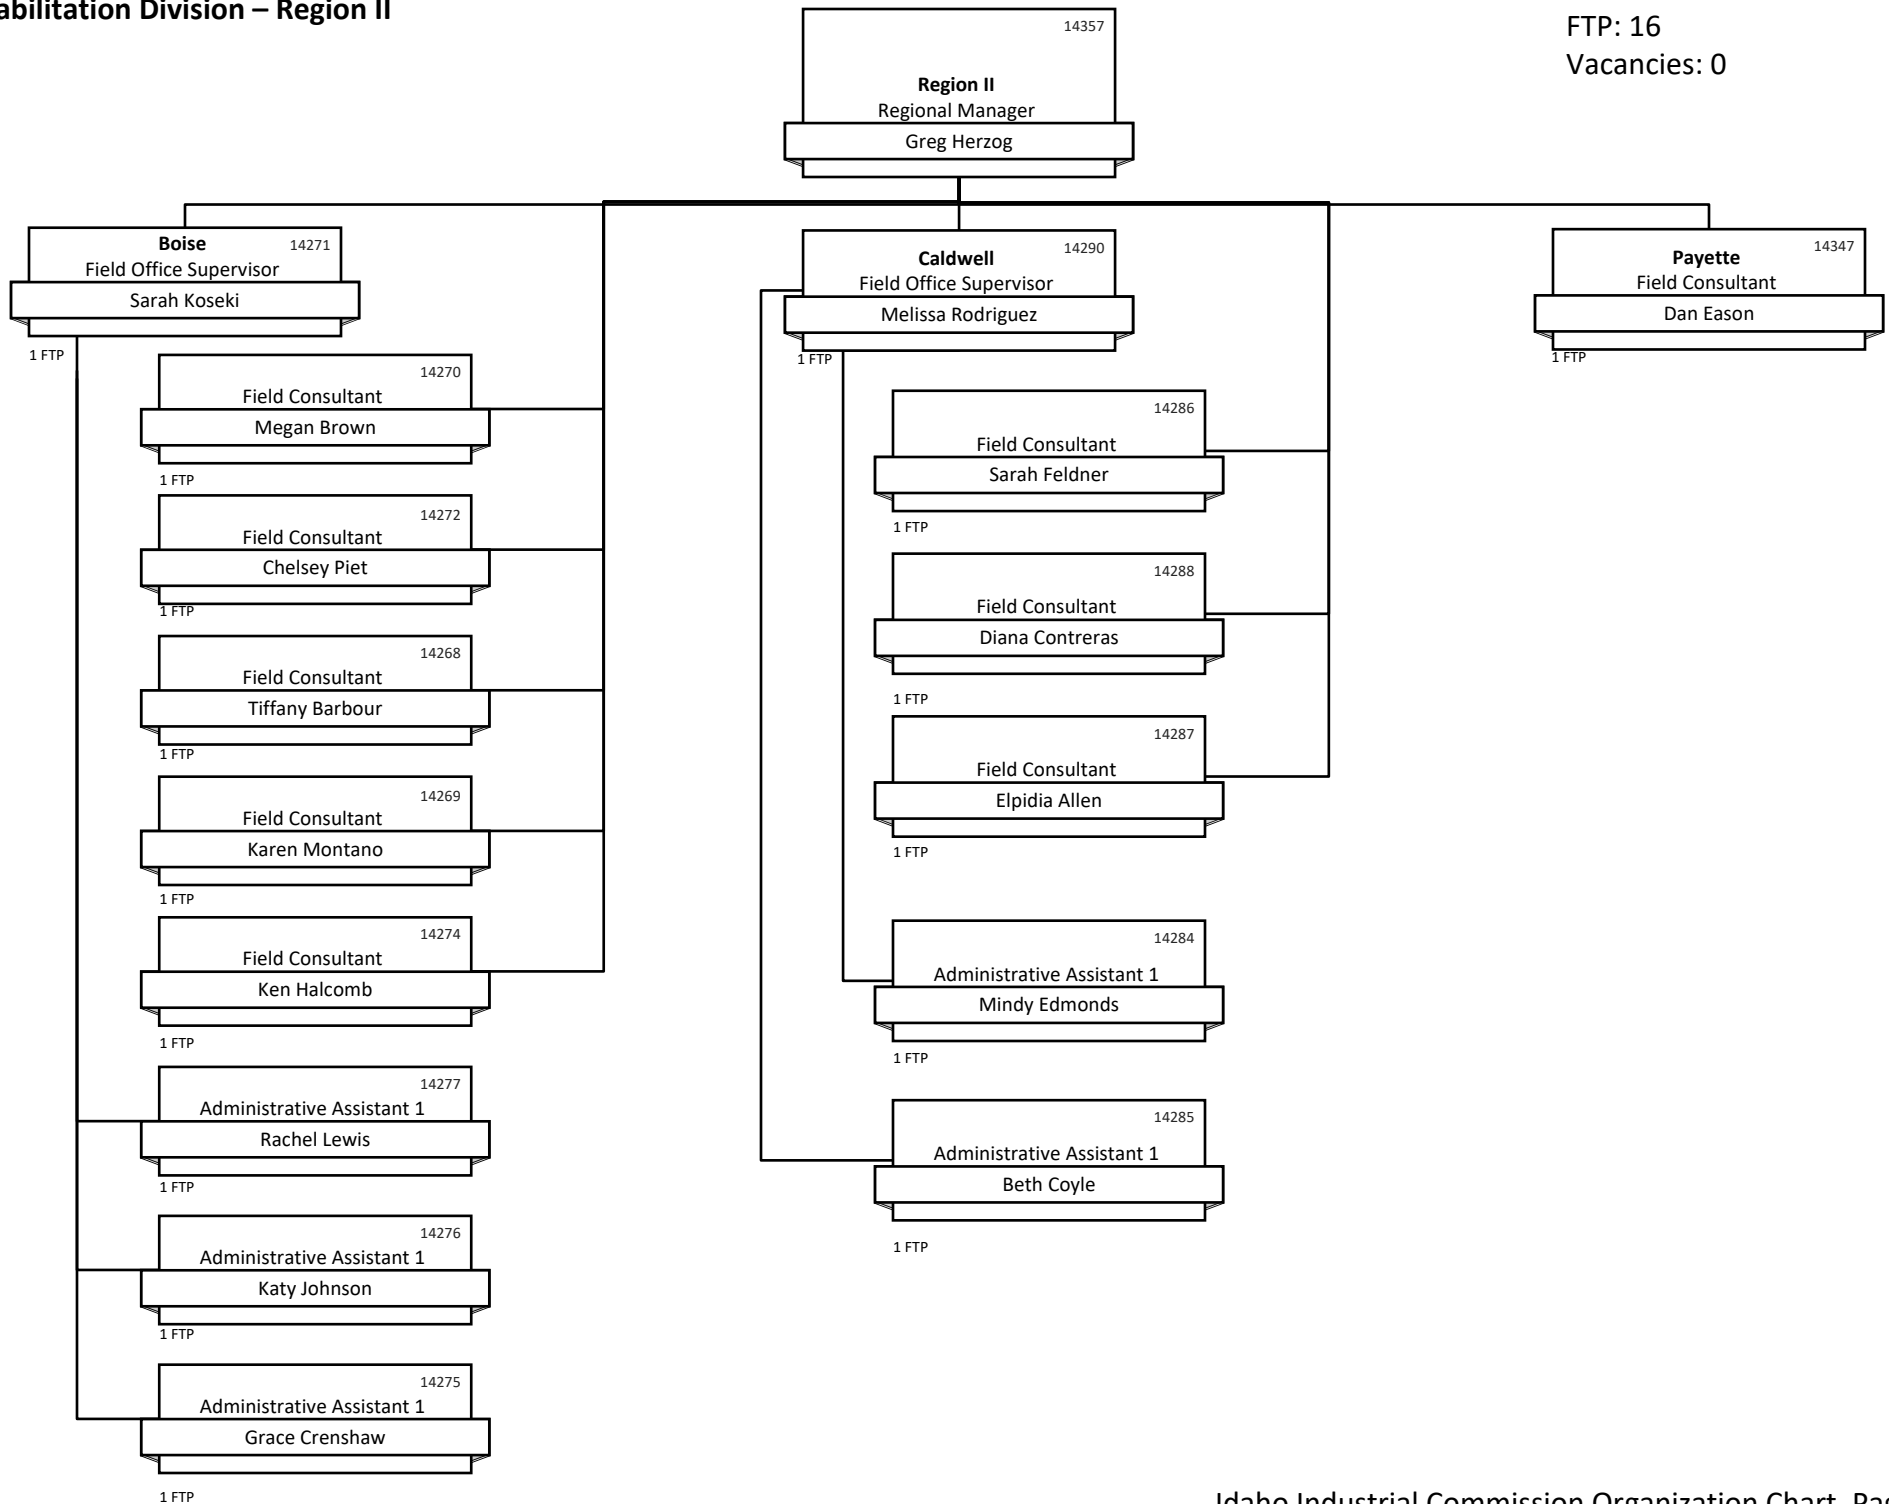 Division – Region II
FTP: 16
Vacancies: 0
14357
Region II
Regional Manager
Greg Herzog
Boise
14271
Field Office Supervisor
Sarah Koseki
1 FTP
14270
Field Consultant
Megan Brown
1 FTP
14272
Field Consultant
Chelsey Piet
1 FTP
14268
Field Consultant
Tiffany Barbour
1 FTP
14269
Field Consultant
Karen Montano
1 FTP
14274
Field Consultant
Ken Halcomb
1 FTP
14277
Administrative Assistant 1
Rachel Lewis
1 FTP
14276
Administrative Assistant 1
Katy Johnson
1 FTP
14275
Administrative Assistant 1
Grace Crenshaw
1 FTP
Caldwell
14290
Field Office Supervisor
Melissa Rodriguez
1 FTP
14286
Field Consultant
Sarah Feldner
1 FTP
14288
Field Consultant
Diana Contreras
1 FTP
14287
Field Consultant
Elpidia Allen
1 FTP
14284
Administrative Assistant 1
Mindy Edmonds
1 FTP
14285
Administrative Assistant 1
Beth Coyle
1 FTP
Payette
14347
Field Consultant
Dan Eason
1 FTP
Idaho Industrial Commission Organization Chart